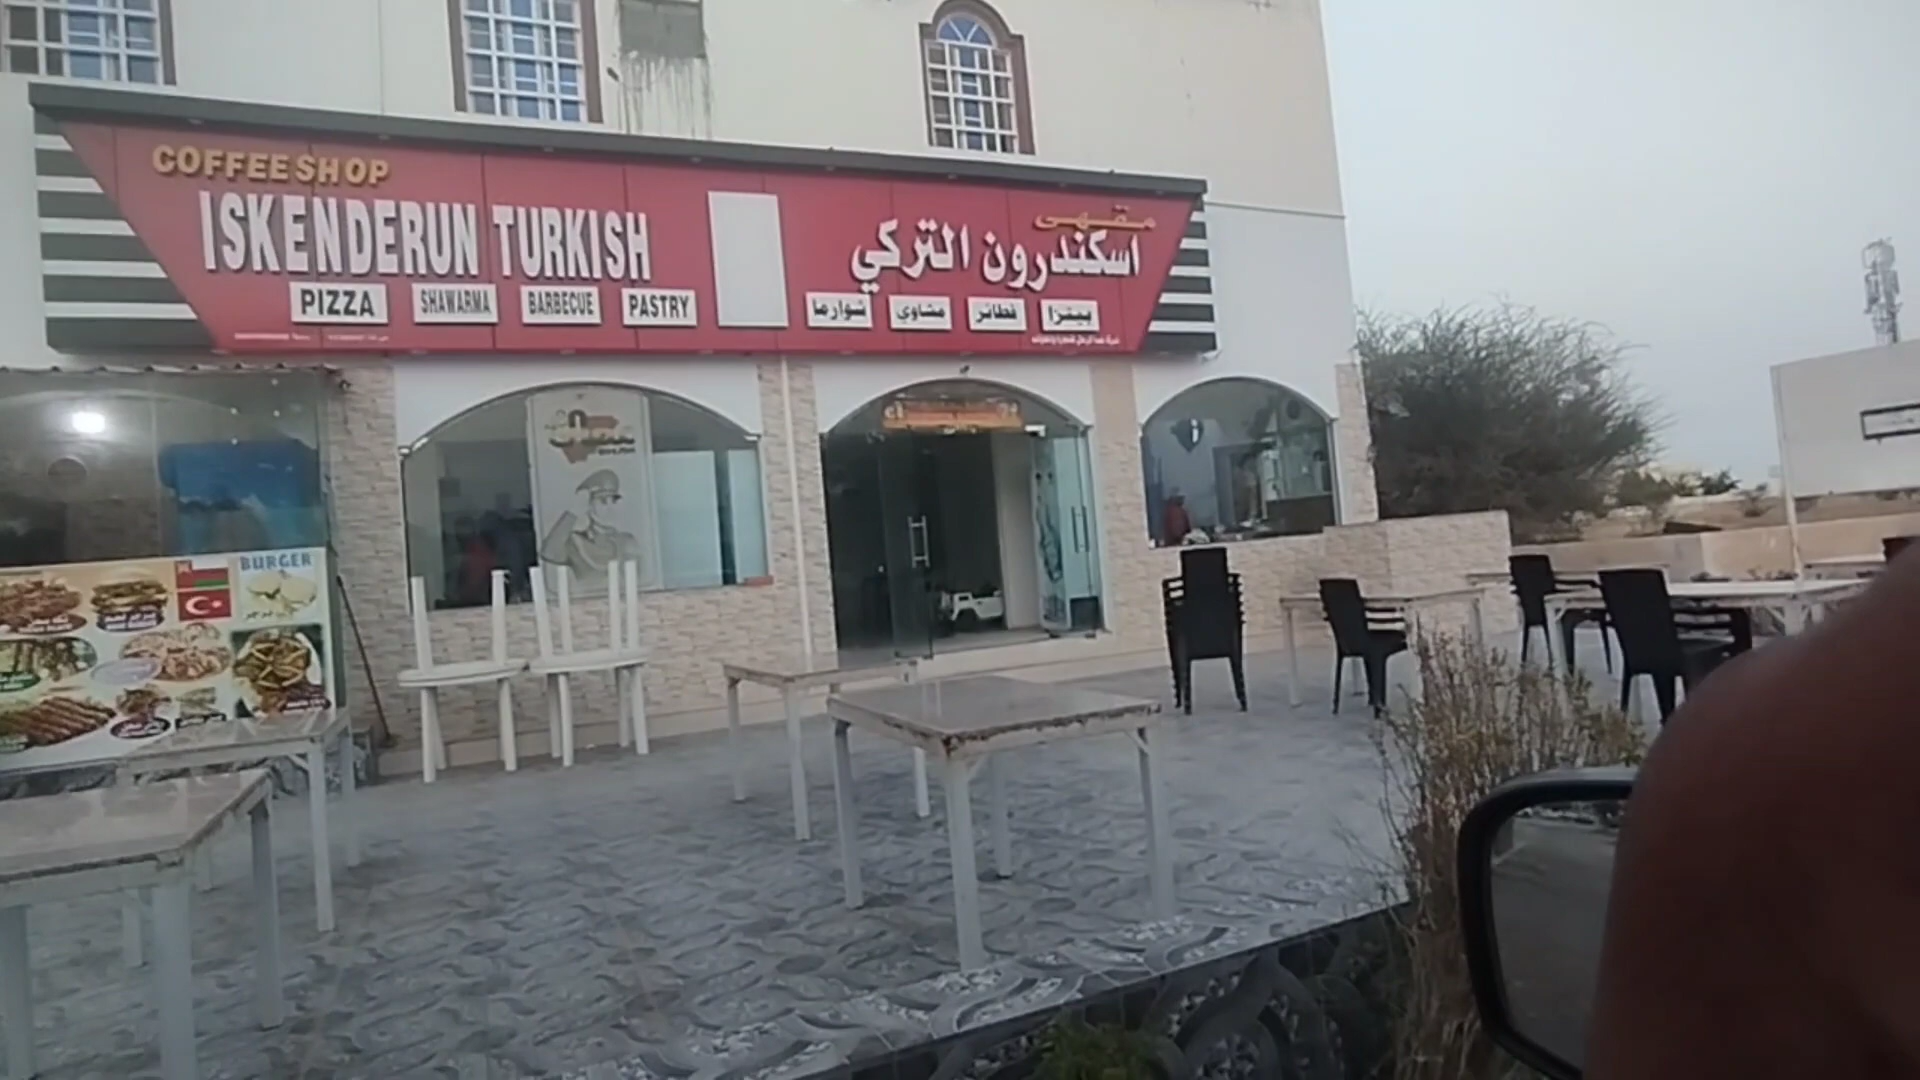 COFFEE SHOP
ISKENDERUN TURKISH
PIZZA
SHAWARMA
BARBECUE
PASTRY
مقهى
اسكندرون التركي
بيتزا
فطائر
مشاوي
شوارما
BURGER